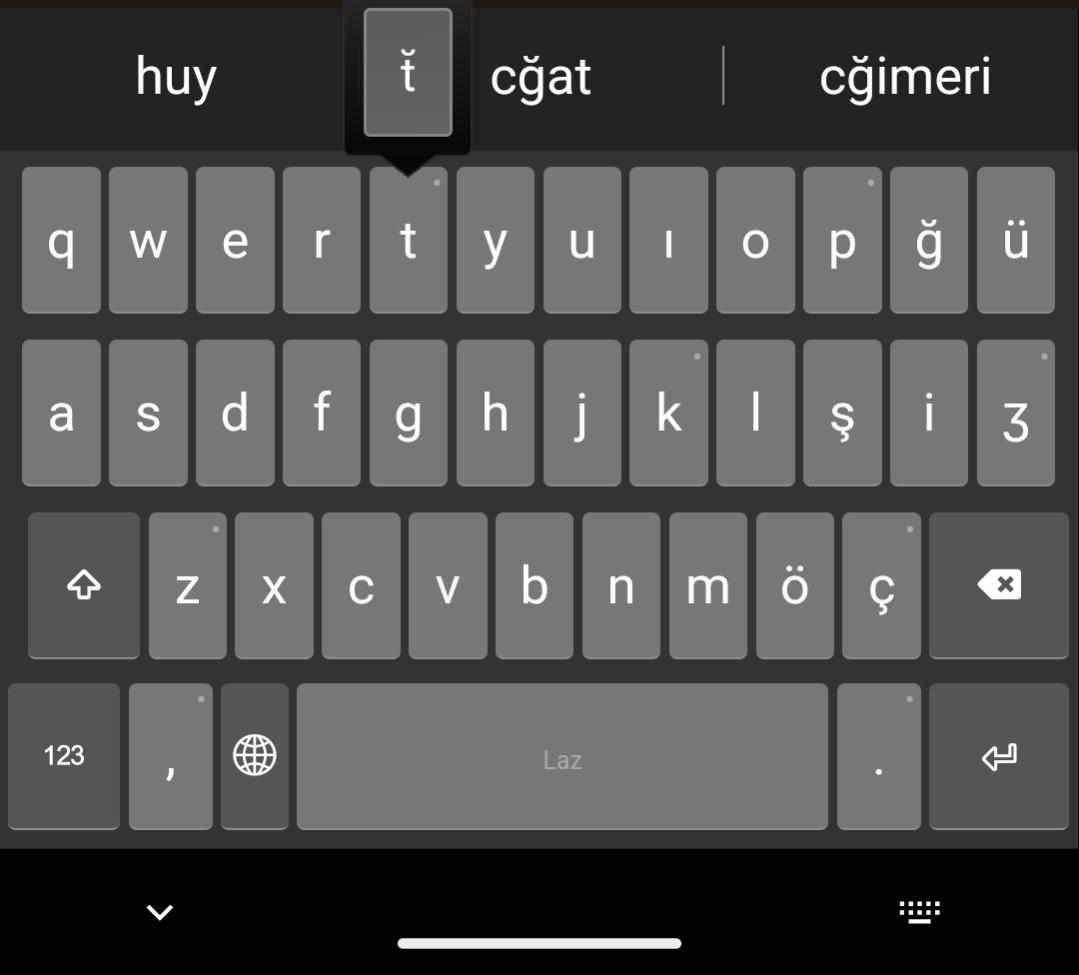 huy t̆ cğat cğimeri
q w e r t y u ı o p ğ ü
a s d f g h j k l ş i ʒ
z x c v b n m ö ç
123 , Laz .